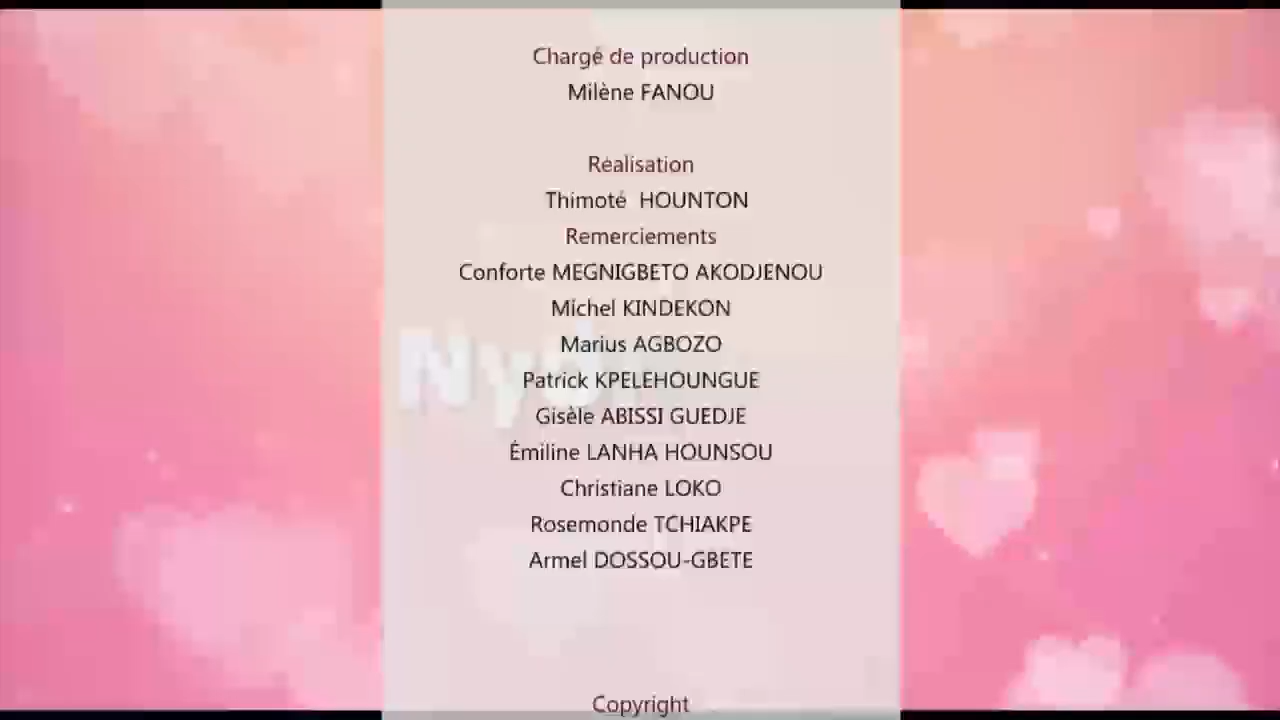 Chargé de production
Milène FANOU
Réalisation
Thimoté HOUNTON
Remerciements
Conforte MEGNIGBETO AKODJENOU
Michel KINDEKON
Marius AGBOZO
Patrick KPELEHOUNGUE
Gisèle ABISSI GUEDJE
Émiline LANHA HOUNSOU
Christiane LOKO
Rosemonde TCHIAKPE
Armel DOSSOU-GBETE
Copyright